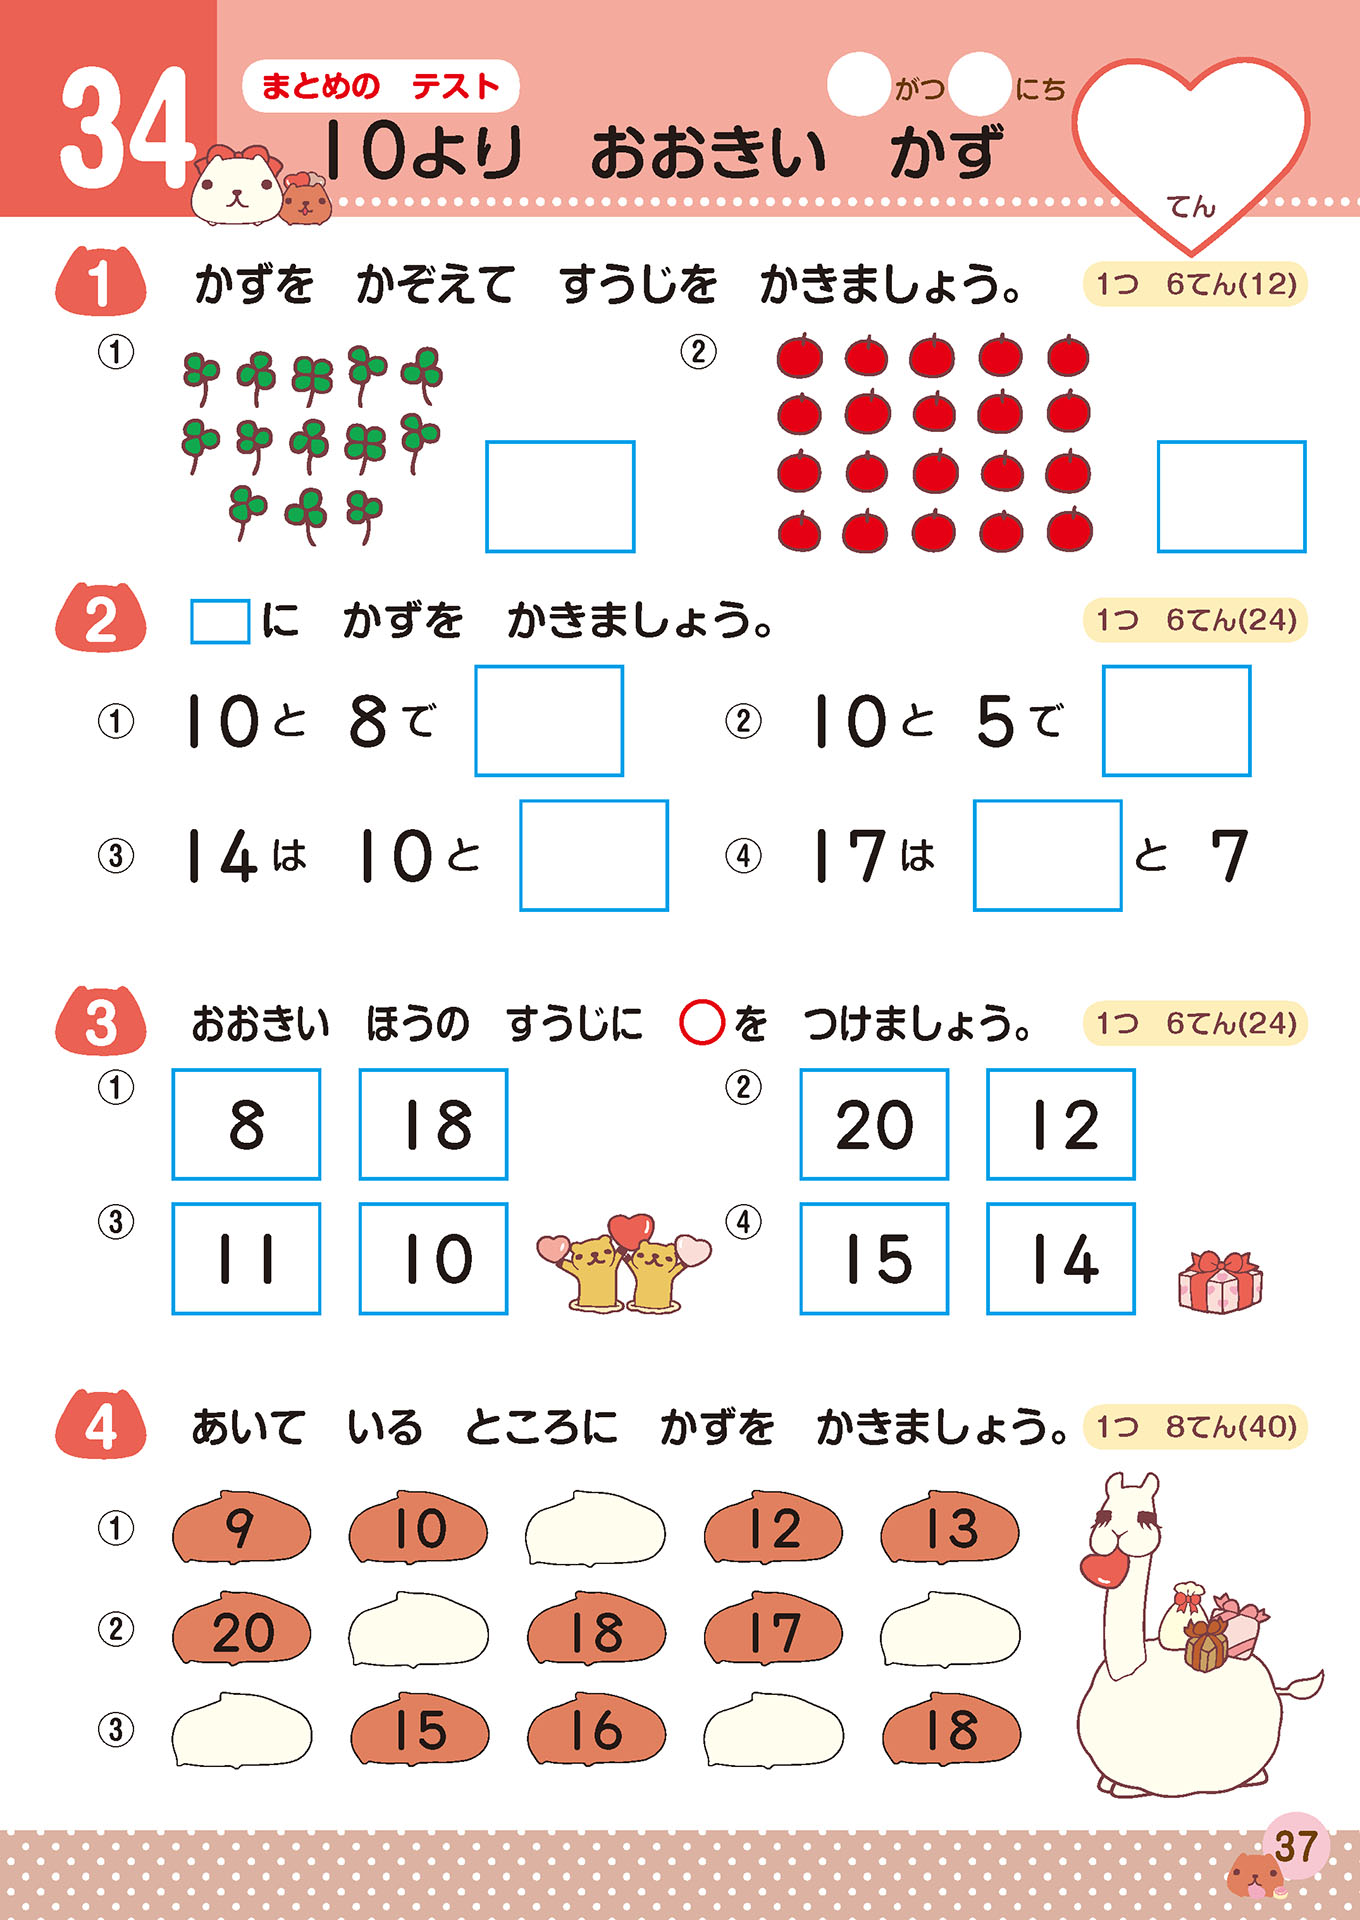 34
まとめの　テスト
がつ　にち
10より　おおきい　かず
てん
1　かずを　かぞえて　すうじを　かきましょう。　1つ　6てん(12)
①　②
2　に　かずを　かきましょう。　1つ　6てん(24)
①　10と　8で　②　10と　5で
③　14は　10と　④　17は　と　7
3　おおきい　ほうの　すうじに　○を　つけましょう。　1つ　6てん(24)
①　8　18　②　20　12
③　11　10　④　15　14
4　あいて　いる　ところに　かずを　かきましょう。　1つ　8てん(40)
①　9　10　12　13
②　20　18　17
③　15　16　18
37